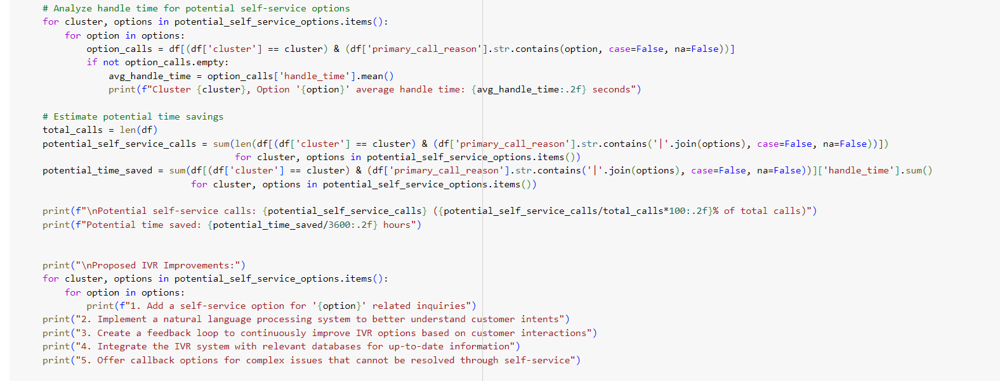 # Analyze handle time for potential self-service options
for cluster, options in potential_self_service_options.items():
    for option in options:
        option_calls = df[(df['cluster'] == cluster) & (df['primary_call_reason'].str.contains(option, case=False, na=False))]
        if not option_calls.empty:
            avg_handle_time = option_calls['handle_time'].mean()
            print(f"Cluster {cluster}, Option '{option}' average handle time: {avg_handle_time:.2f} seconds")

# Estimate potential time savings
total_calls = len(df)
potential_self_service_calls = sum(len(df[(df['cluster'] == cluster) & (df['primary_call_reason'].str.contains('|'.join(options), case=False, na=False))])
                                   for cluster, options in potential_self_service_options.items())
potential_time_saved = sum(df[(df['cluster'] == cluster) & (df['primary_call_reason'].str.contains('|'.join(options), case=False, na=False))]['handle_time'].sum()
                           for cluster, options in potential_self_service_options.items())

print(f"\nPotential self-service calls: {potential_self_service_calls} ({potential_self_service_calls/total_calls*100:.2f}% of total calls)")
print(f"Potential time saved: {potential_time_saved/3600:.2f} hours")


print("\nProposed IVR Improvements:")
for cluster, options in potential_self_service_options.items():
    for option in options:
        print(f"1. Add a self-service option for '{option}' related inquiries")
print("2. Implement a natural language processing system to better understand customer intents")
print("3. Create a feedback loop to continuously improve IVR options based on customer interactions")
print("4. Integrate the IVR system with relevant databases for up-to-date information")
print("5. Offer callback options for complex issues that cannot be resolved through self-service")